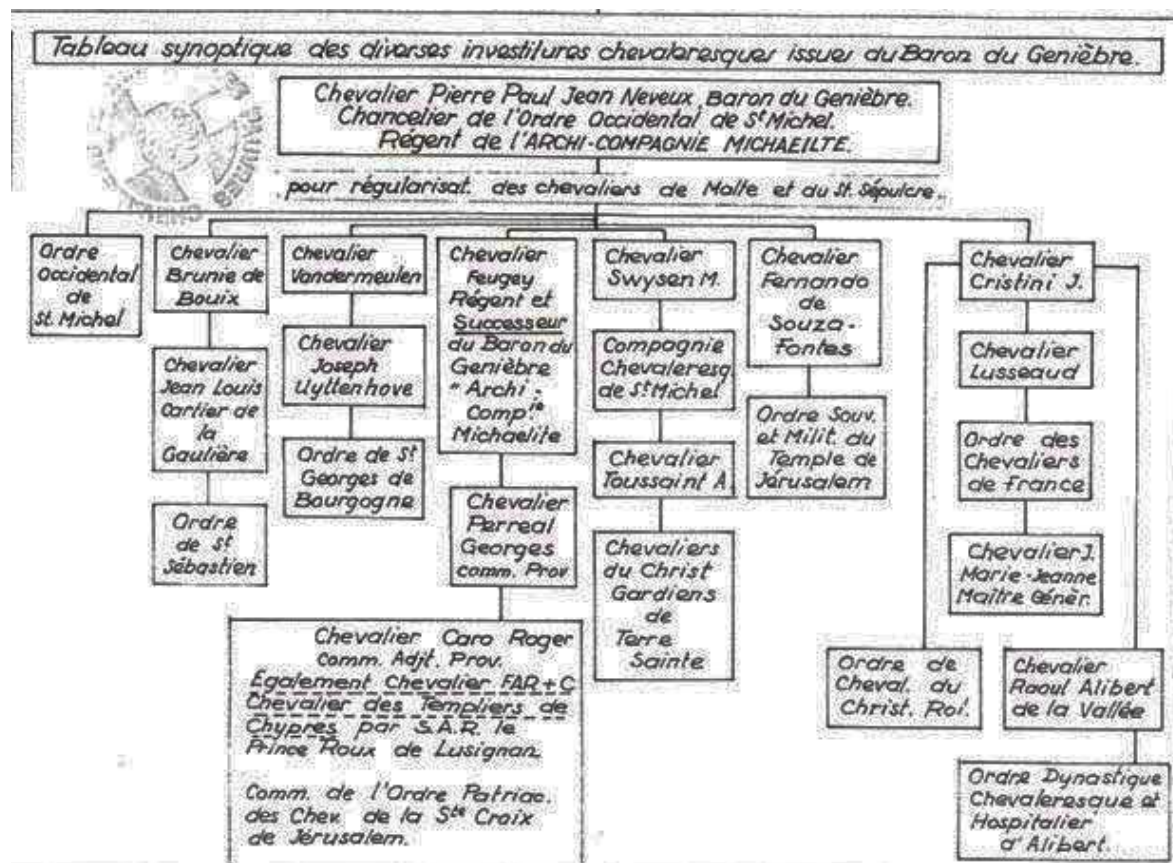 Tableau synoptique des diverses investitures chevaleresques issues du Baron du Genièbre.
Chevalier Pierre Paul Jean Neveux, Baron du Genièbre.
Chancelier de l'Ordre Occidental de St Michel.
Régent de l'ARCHI-COMPAGNIE MICHAEILTE.
pour régularisat. des chevaliers de Malte et du St. Sépulcre.
Ordre
Occidental
de
St. Michel
Chevalier
Brunie de
Bouix
Chevalier
Jean Louis
Cartier de
la
Gaulière
Ordre
de St
Sébastien
Chevalier
Vandermeulen
Chevalier
Joseph
Uyttenhove
Ordre de St
Georges de
Bourgogne
Chevalier
Feugey
Régent et
Successeur
du Baron du
Genièbre
"Archi-
Compie
Michaelite
Chevalier
Perreal
Georges
comm. Prov
Chevalier Caro Roger
Comm. Adjt. Prov.
Egalement Chevalier FAR+C
Chevalier des Templiers de
Chypres par S.A.R. le
Prince Roux de Lusignan
Comm. de l'Ordre Patriac.
des Chev. de la Ste Croix
de Jérusalem.
Chevalier
Swysen M.
Compagnie
Chevaleresq.
de St Michel
Chevalier
Toussaint A.
Chevaliers
du Christ
Gardiens
de
Terre
Sainte
Chevalier
Fernando
de
Souza-
Fontes
Ordre Souv.
et Milit. du
Temple de
Jérusalem
Chevalier
Cristini J.
Chevalier
Lusseaud
Ordre des
Chevaliers
de France
Chevalier J.
Marie-Jeanne
Maître Génér.
Ordre de
Cheval. du
Christ. Roi.
Chevalier
Raoul Alibert
de la Vallée
Ordre Dynastique
Chevaleresque et
Hospitalier
d'Alibert.